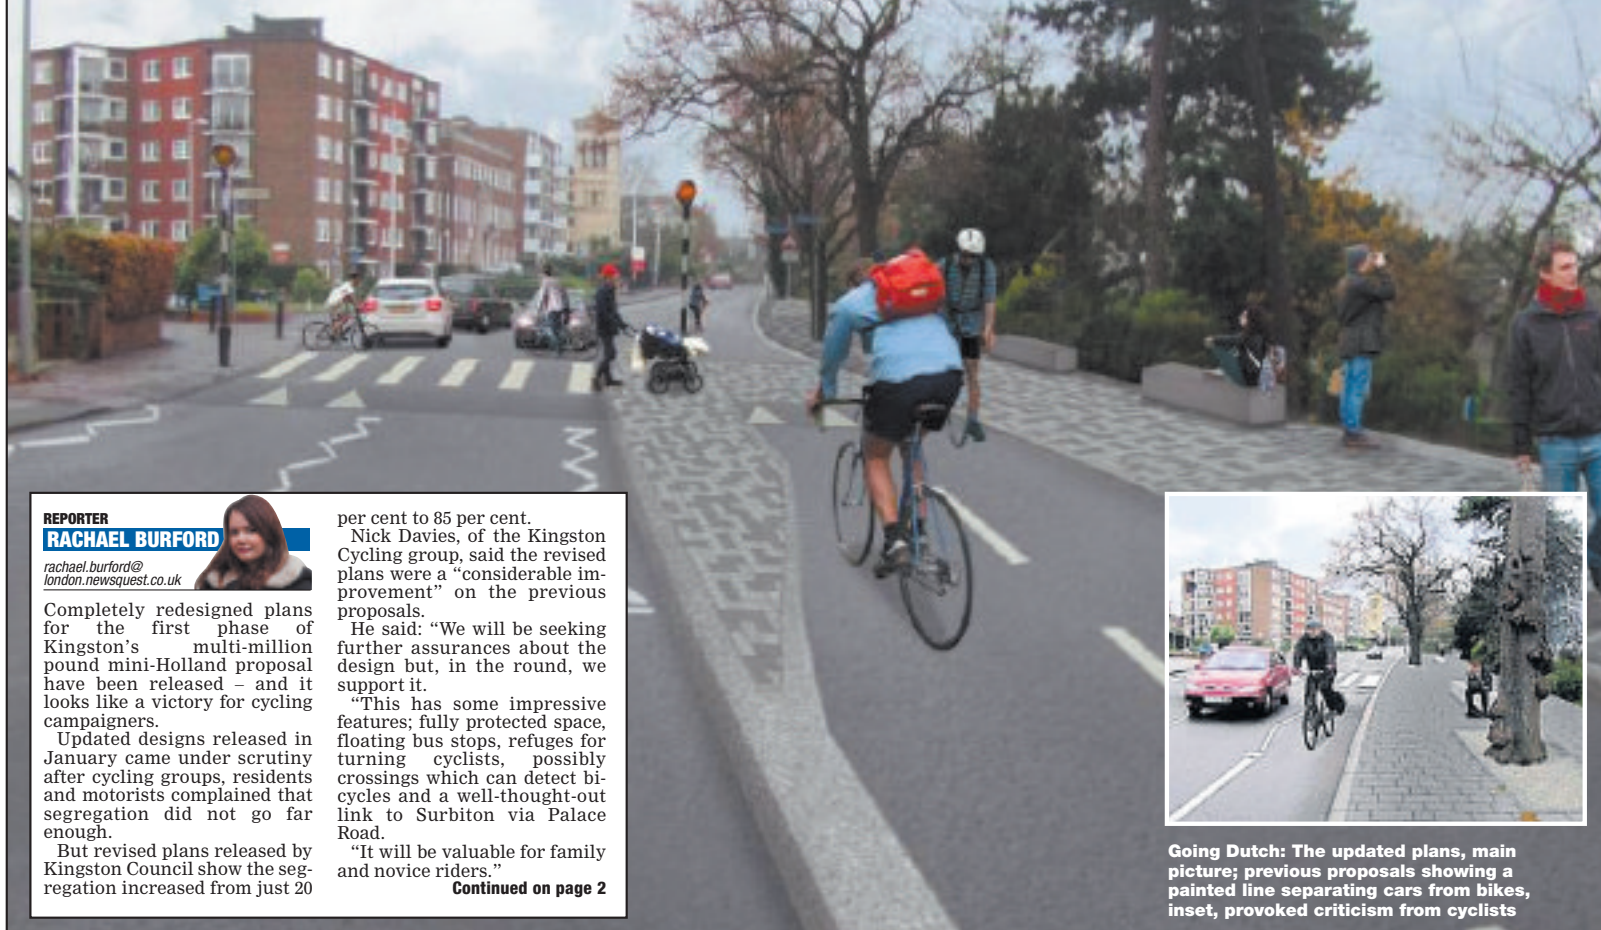 REPORTER
RACHAEL BURFORD
rachael.burford@
london.newsquest.co.uk
Completely redesigned plans
for the first phase of
Kingston's multi-million
pound mini-Holland proposal
have been released – and it
looks like a victory for cycling
campaigners.
Updated designs released in
January came under scrutiny
after cycling groups, residents
and motorists complained that
segregation did not go far
enough.
But revised plans released by
Kingston Council show the seg-
regation increased from just 20
per cent to 85 per cent.
Nick Davies, of the Kingston
Cycling group, said the revised
plans were a “considerable im-
provement” on the previous
proposals.
He said: “We will be seeking
further assurances about the
design but, in the round, we
support it.
“This has some impressive
features; fully protected space,
floating bus stops, refuges for
turning cyclists, possibly
crossings which can detect bi-
cycles and a well-thought-out
link to Surbiton via Palace
Road.
“It will be valuable for family
and novice riders.”
Continued on page 2
Going Dutch: The updated plans, main
picture; previous proposals showing a
painted line separating cars from bikes,
inset, provoked criticism from cyclists